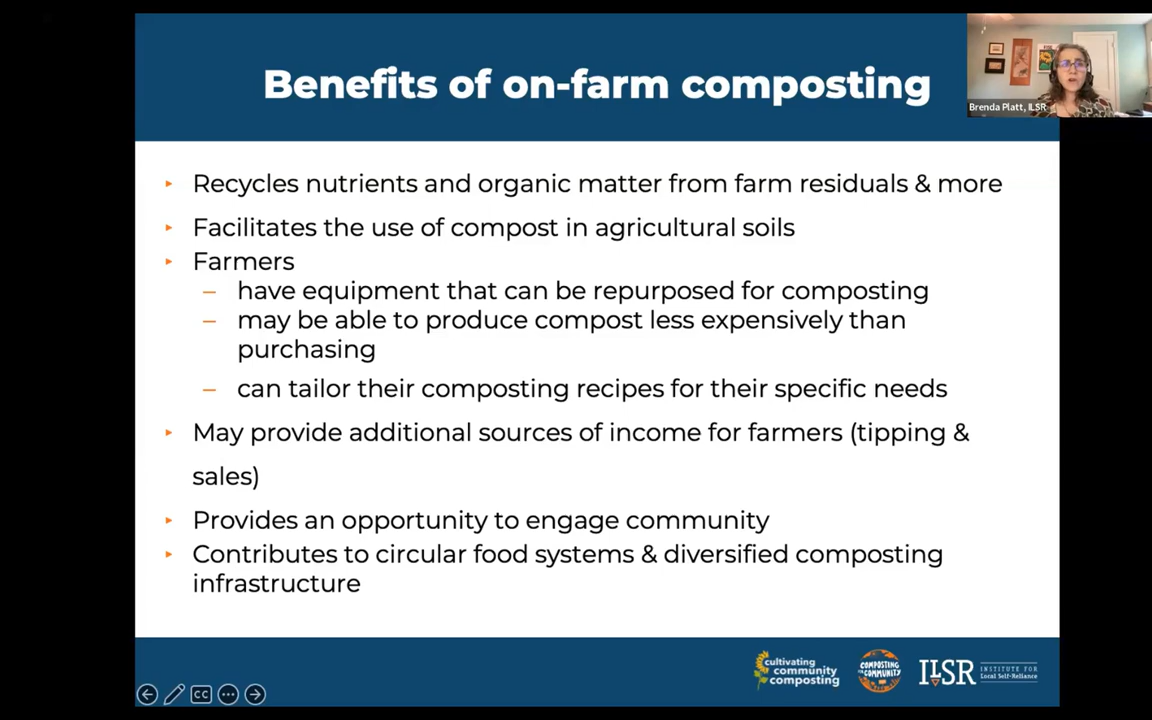 Benefits of on-farm composting
Brenda Platt, ILSR
▸ Recycles nutrients and organic matter from farm residuals & more
▸ Facilitates the use of compost in agricultural soils
▸ Farmers
– have equipment that can be repurposed for composting
– may be able to produce compost less expensively than
purchasing
– can tailor their composting recipes for their specific needs
▸ May provide additional sources of income for farmers (tipping &
sales)
▸ Provides an opportunity to engage community
▸ Contributes to circular food systems & diversified composting
infrastructure
CC
cultivating
community
composting
COMPOSTING
COMMUNITY
ILSR
INSTITUTE FOR
Local Self-Reliance